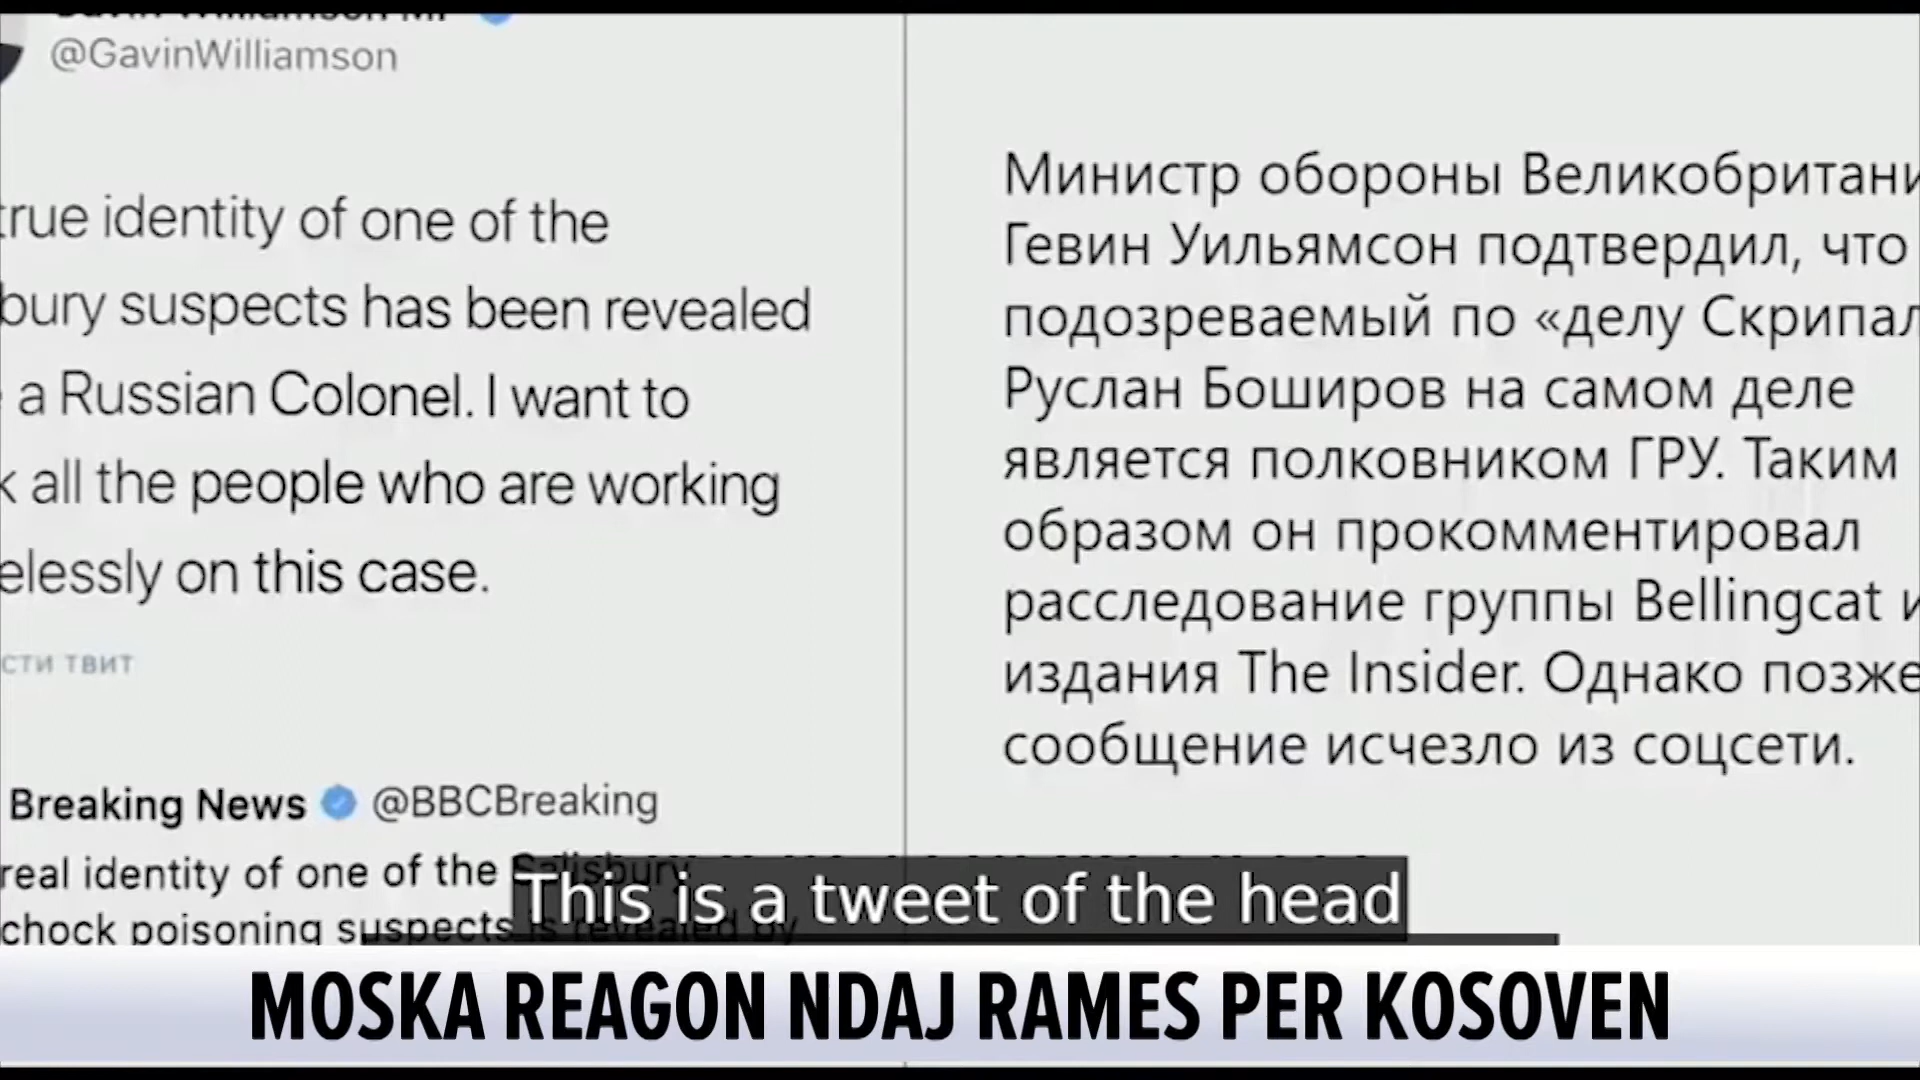 @GavinWilliamson
true identity of one of the
bury suspects has been revealed
a Russian Colonel. I want to
k all the people who are working
elessly on this case.
сти твит
Breaking News @BBCBreaking
real identity of one of the Salisbury
chock poisoning suspects is revealed by
Министр обороны Великобритани
Гевин Уильямсон подтвердил, что
подозреваемый по «делу Скрипал
Руслан Боширов на самом деле
является полковником ГРУ. Таким
образом он прокомментировал
расследование группы Bellingcat и
издания The Insider. Однако позже
сообщение исчезло из соцсети.
This is a tweet of the head
MOSKA REAGON NDAJ RAMES PER KOSOVEN